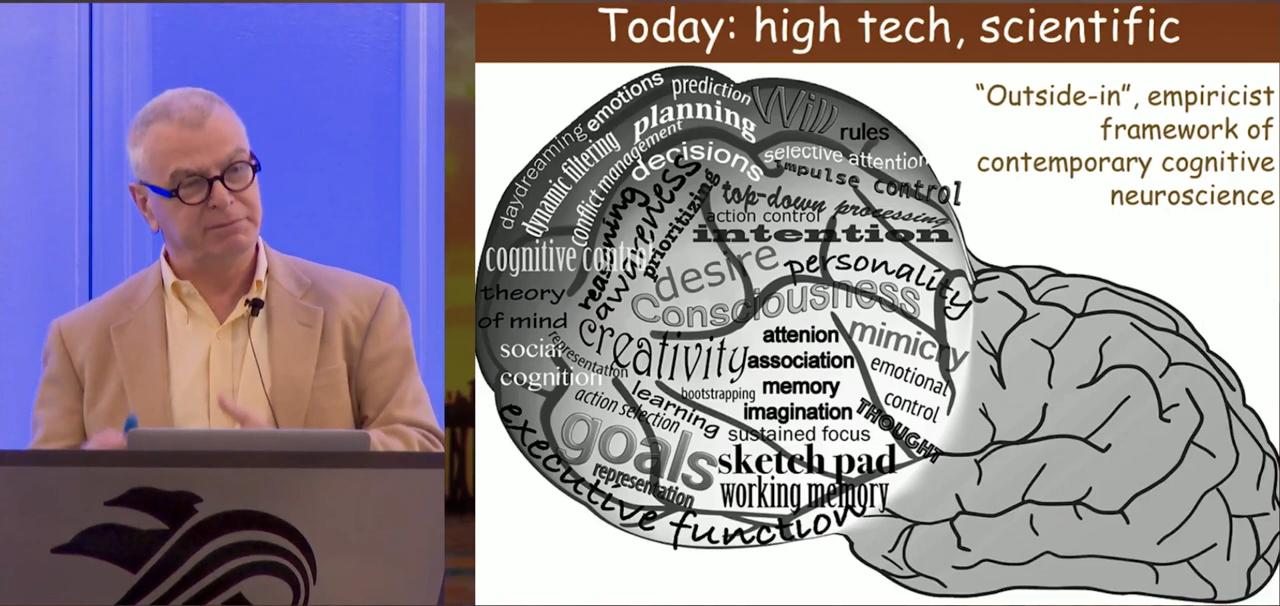 Today: high tech, scientific
"Outside-in", empiricist
framework of
contemporary cognitive
neuroscience
emotions
prediction
Will
planning
rules
daydreaming
dynamic filtering
conflict management
decisions
selective attention
impulse control
reasoning
awareness
prioritizing
top-down processing
action control
intention
cognitive control
desire
personality
theory
of mind
Consciousness
social
cognition
representation
creativity
attenion
association
memory
imagination
mimicry
emotional
control
bootstrapping
action selection
learning
THOUGHT
sustained focus
goals
sketch pad
representation
working memory
executive function